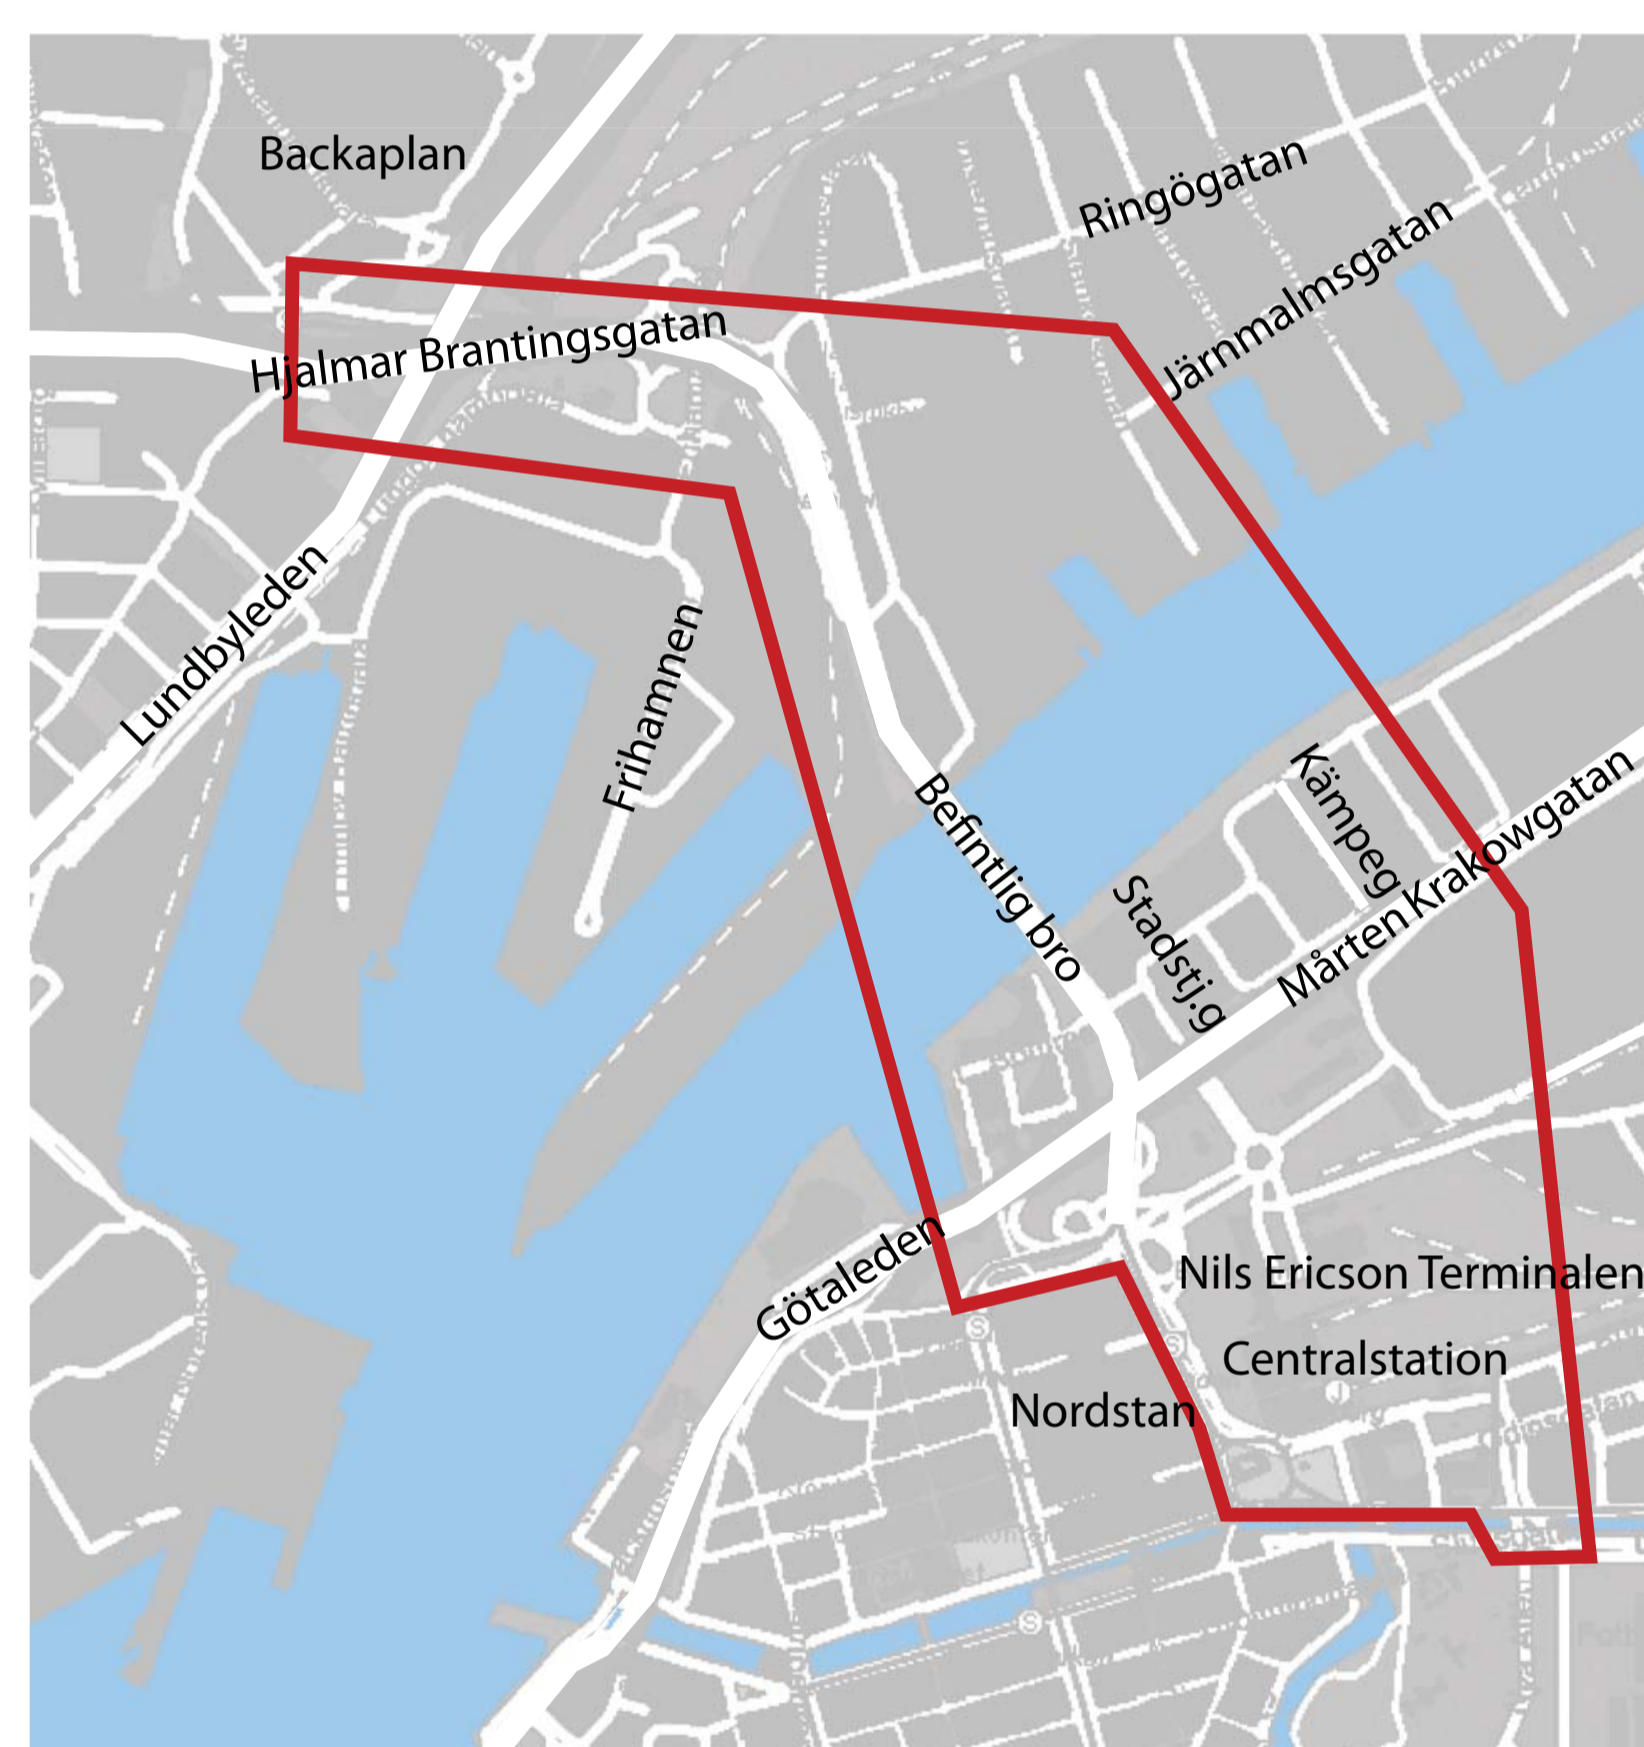 Backaplan
Ringögatan
Järnmalmsgatan
Hjalmar Brantingsgatan
Lundbyleden
Frihamnen
Befintlig bro
Kämpeg
Stadstj.g
Mårten Krakowgatan
Götaleden
Nils Ericson Terminalen
Centralstation
Nordstan
S
S
J
S